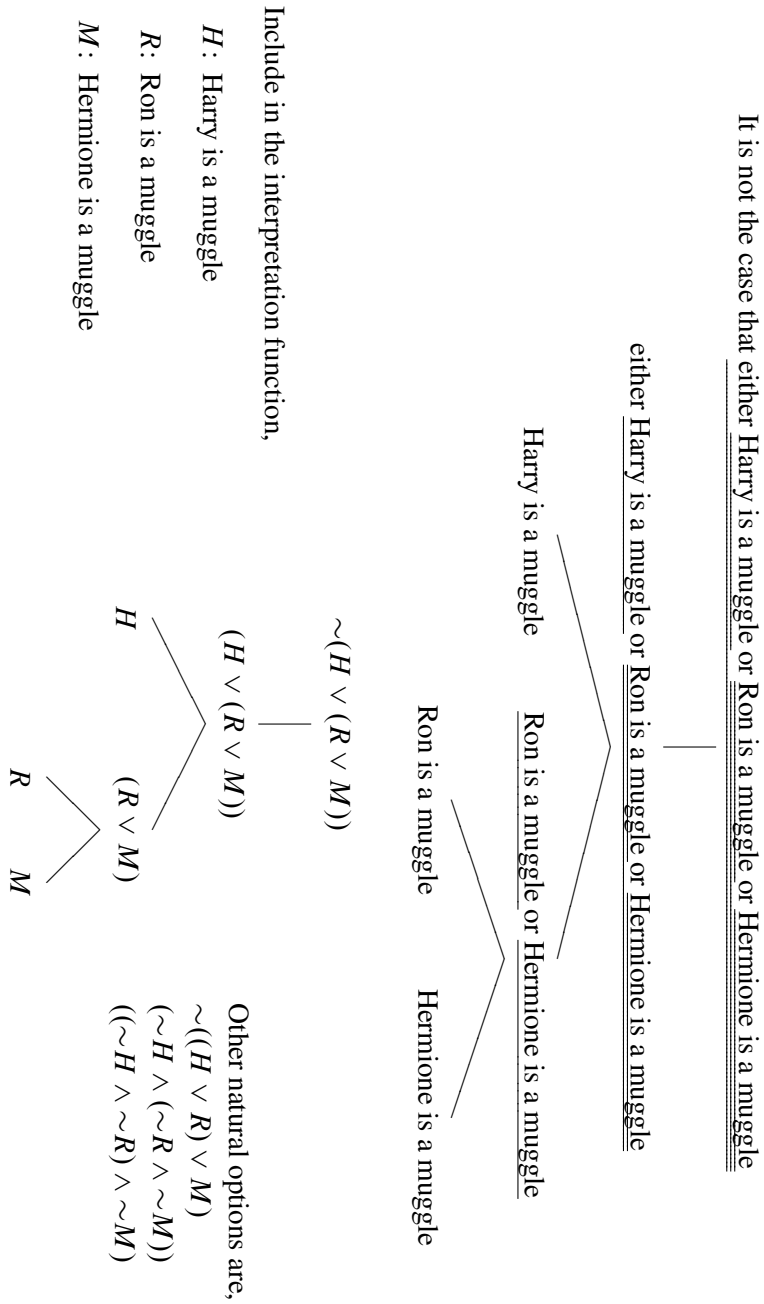 It is not the case that either Harry is a muggle or Ron is a muggle or Hermione is a muggle
either Harry is a muggle or Ron is a muggle or Hermione is a muggle
Harry is a muggle
Ron is a muggle or Hermione is a muggle
Ron is a muggle
Hermione is a muggle
Include in the interpretation function,
H: Harry is a muggle
R: Ron is a muggle
M: Hermione is a muggle
∼(H ∨ (R ∨ M))
(H ∨ (R ∨ M))
H
(R ∨ M)
R
M
Other natural options are,
∼((H ∨ R) ∨ M)
(∼H ∧ (∼R ∧ ∼M))
((∼H ∧ ∼R) ∧ ∼M)